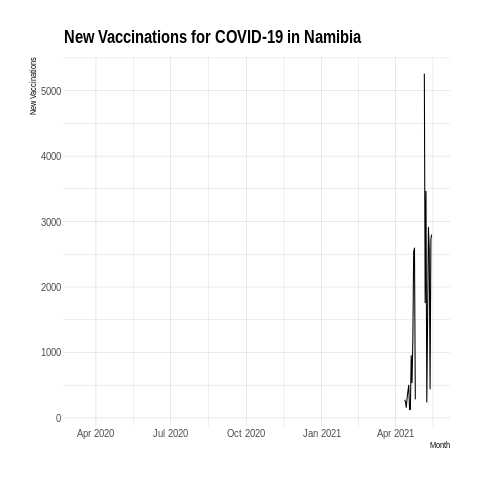 New Vaccinations for COVID-19 in Namibia
New Vaccinations
5000
4000
3000
2000
1000
0
Apr 2020
Jul 2020
Oct 2020
Jan 2021
Apr 2021
Month